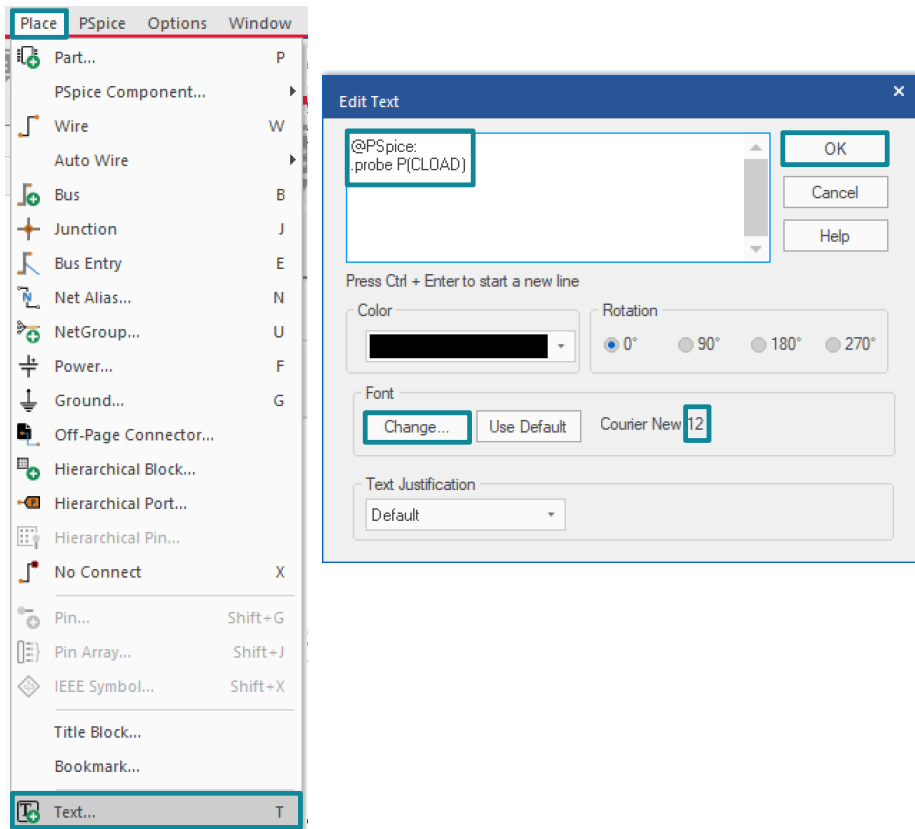 Place PSpice Options Window
Part... P
PSpice Component...
Wire W
Auto Wire
Bus B
Junction J
Bus Entry E
Net Alias... N
NetGroup... U
Power... F
Ground... G
Off-Page Connector...
Hierarchical Block...
Hierarchical Port...
Hierarchical Pin...
No Connect X
Pin... Shift+G
Pin Array... Shift+J
IEEE Symbol... Shift+X
Title Block...
Bookmark...
Text... T
Edit Text
@PSpice:
.probe P(CLOAD)
OK
Cancel
Help
Press Ctrl + Enter to start a new line
Color
Rotation
0° 90° 180° 270°
Font
Change... Use Default Courier New 12
Text Justification
Default